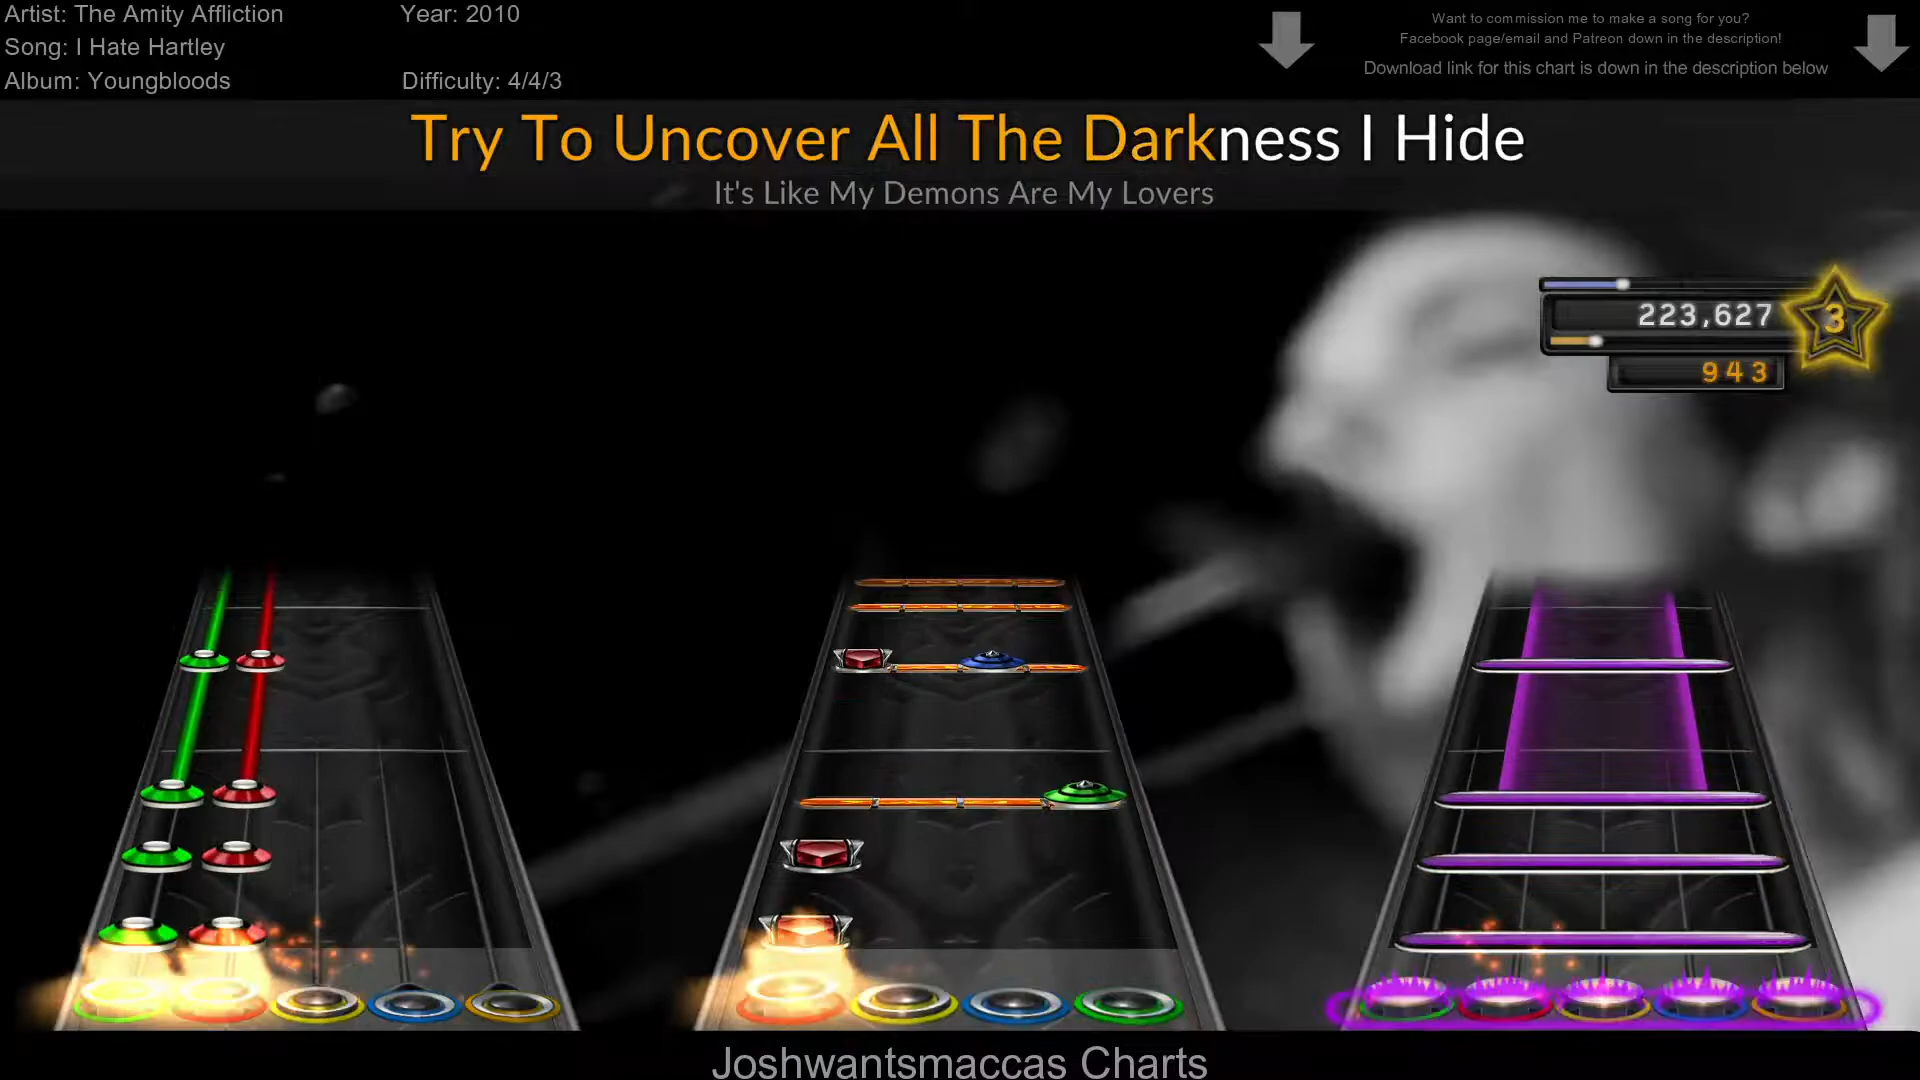 Artist: The Amity Affliction
Year: 2010
Song: I Hate Hartley
Album: Youngbloods
Difficulty: 4/4/3
Want to commission me to make a song for you?
Facebook page/email and Patreon down in the description!
Download link for this chart is down in the description below
Try To Uncover All The Darkness I Hide
It's Like My Demons Are My Lovers
223,627
3
943
Joshwantsmaccas Charts